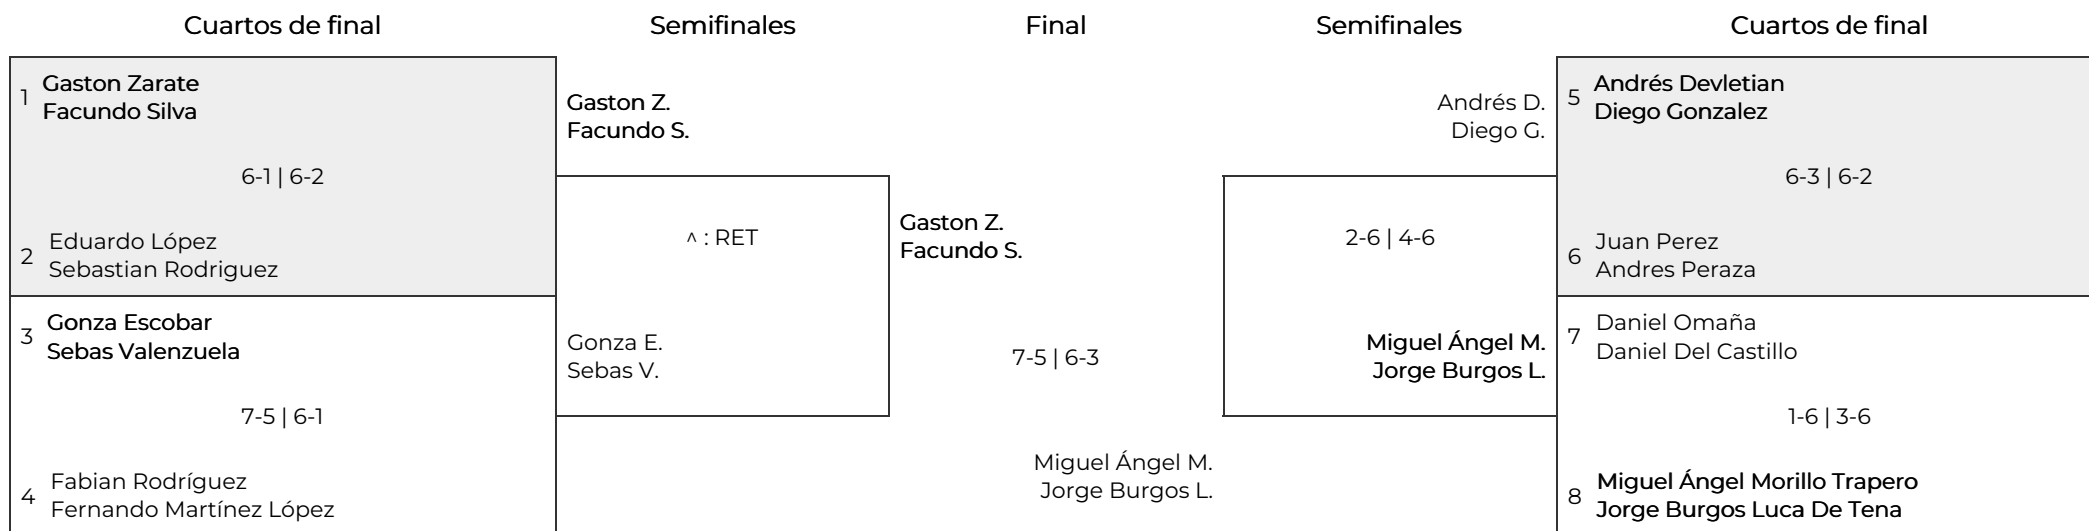 Cuartos de final
Semifinales
Final
Semifinales
Cuartos de final
1
Gaston Zarate
Facundo Silva
6-1 | 6-2
2
Eduardo López
Sebastian Rodriguez
3
Gonza Escobar
Sebas Valenzuela
7-5 | 6-1
4
Fabian Rodríguez
Fernando Martínez López
Gaston Z.
Facundo S.
^ : RET
Gonza E.
Sebas V.
Gaston Z.
Facundo S.
7-5 | 6-3
Miguel Ángel M.
Jorge Burgos L.
Andrés D.
Diego G.
2-6 | 4-6
Miguel Ángel M.
Jorge Burgos L.
5
Andrés Devletian
Diego Gonzalez
6-3 | 6-2
6
Juan Perez
Andres Peraza
7
Daniel Omaña
Daniel Del Castillo
1-6 | 3-6
8
Miguel Ángel Morillo Trapero
Jorge Burgos Luca De Tena